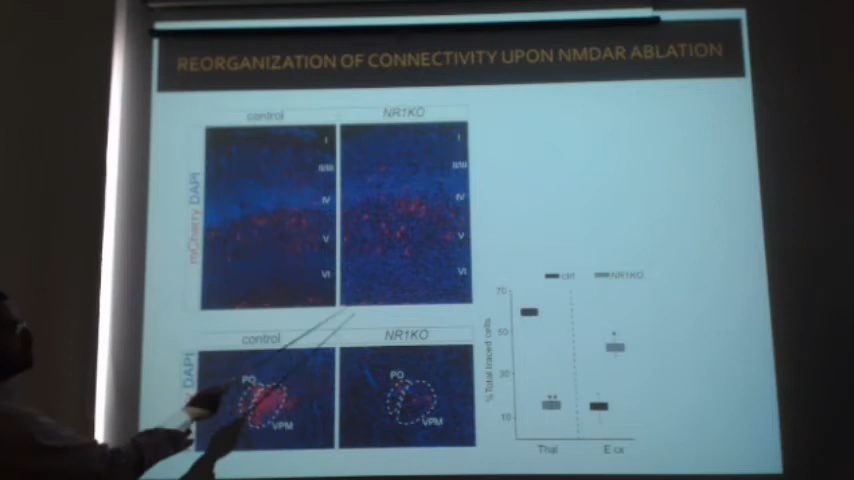 REORGANIZATION OF CONNECTIVITY UPON NMDAR ABLATION
control NR1KO
I I
II/III II/III
IV IV
V V
VI VI
mCherry DAPI
control NR1KO
DAPI
PO PO
VPM VPM
ctrl NR1KO
% Total traced cells
70
50
30
10
**
*
Thal